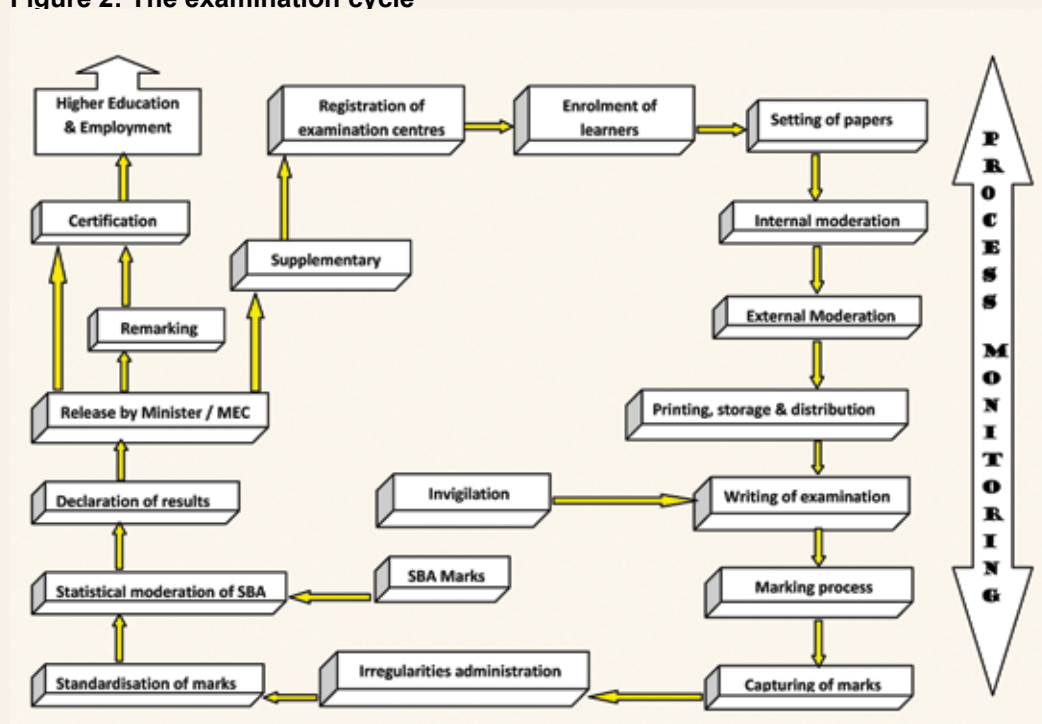 Figure 2: The examination cycle
Higher Education
& Employment
Registration of
examination centres
Enrolment of
learners
Setting of papers
Certification
Internal moderation
Supplementary
External Moderation
Remarking
Release by Minister / MEC
Printing, storage & distribution
Declaration of results
Invigilation
Writing of examination
Statistical moderation of SBA
SBA Marks
Marking process
Standardisation of marks
Irregularities administration
Capturing of marks
PROCESS MONITORING